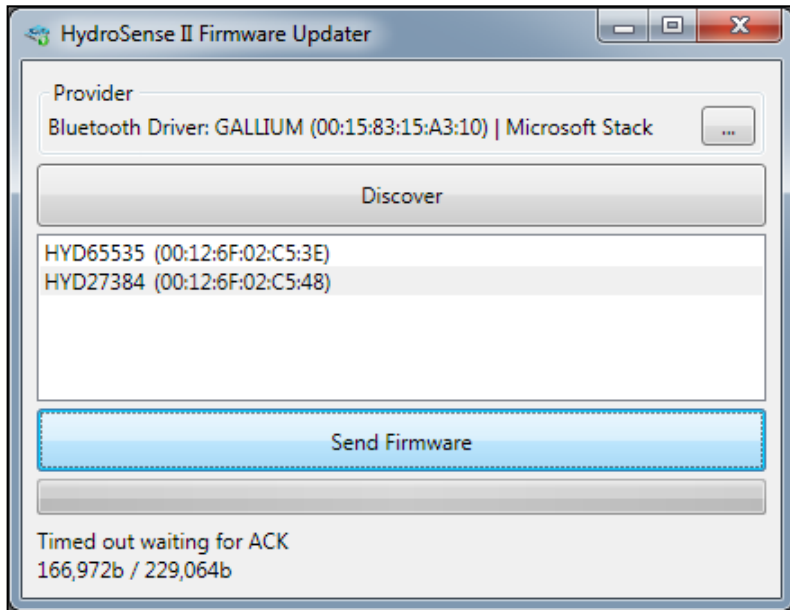 HydroSense II Firmware Updater
Provider
Bluetooth Driver: GALLIUM (00:15:83:15:A3:10) | Microsoft Stack
...
Discover
HYD65535 (00:12:6F:02:C5:3E)
HYD27384 (00:12:6F:02:C5:48)
Send Firmware
Timed out waiting for ACK
166,972b / 229,064b